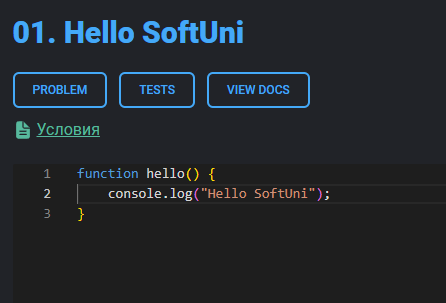 01. Hello SoftUni
PROBLEM TESTS VIEW DOCS
Условия
1 function hello() {
2 console.log("Hello SoftUni");
3 }